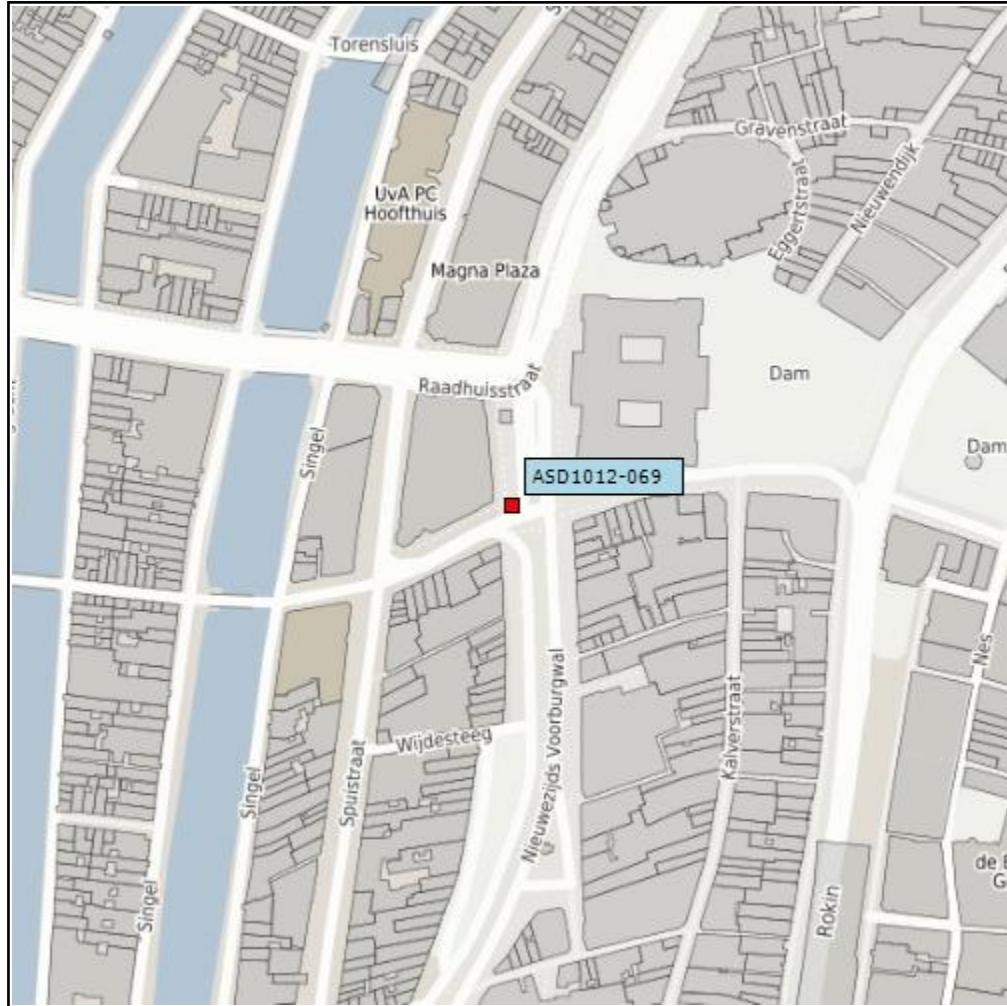 Torensluis
Gravenstraat
UvA PC
Hoofthuis
Eggertstraat
Nieuwendijk
Magna Plaza
Raadhuisstraat
Dam
Singel
Dam
ASD1012-069
Nes
Kalverstraat
Wijdesteeg
Nieuwezijds Voorburgwal
Spuistraat
Singel
Singel
Rokin
de